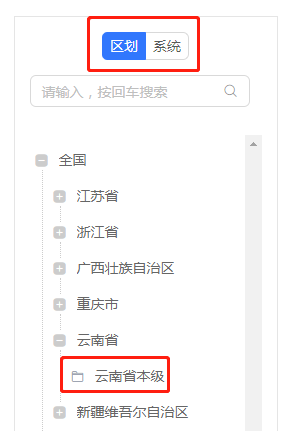 区划 系统
请输入，按回车搜索
全国
江苏省
浙江省
广西壮族自治区
重庆市
云南省
云南省本级
新疆维吾尔自治区